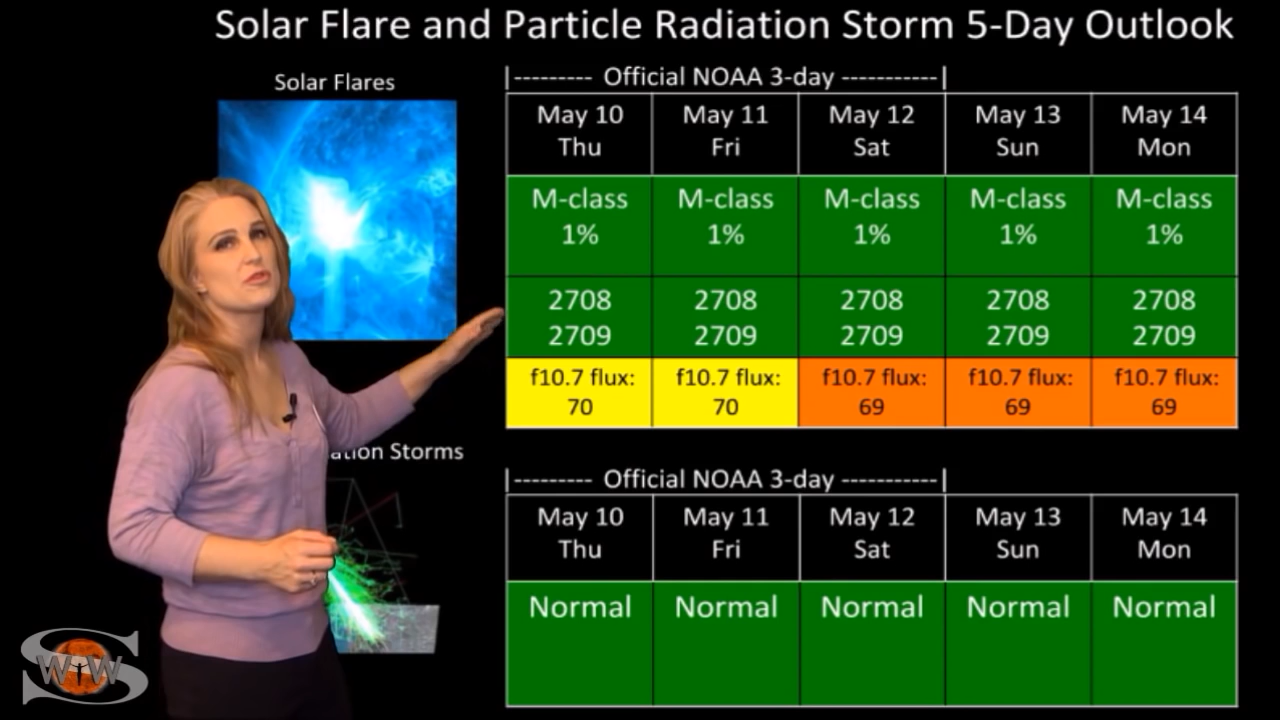 Solar Flare and Particle Radiation Storm 5-Day Outlook
Solar Flares
|--------- Official NOAA 3-day -----------|
May 10 May 11 May 12 May 13 May 14
Thu Fri Sat Sun Mon
M-class M-class M-class M-class M-class
1% 1% 1% 1% 1%
2708 2708 2708 2708 2708
2709 2709 2709 2709 2709
f10.7 flux: f10.7 flux: f10.7 flux: f10.7 flux: f10.7 flux:
70 70 69 69 69
ation Storms
|--------- Official NOAA 3-day -----------|
May 10 May 11 May 12 May 13 May 14
Thu Fri Sat Sun Mon
Normal Normal Normal Normal Normal
S
WTW